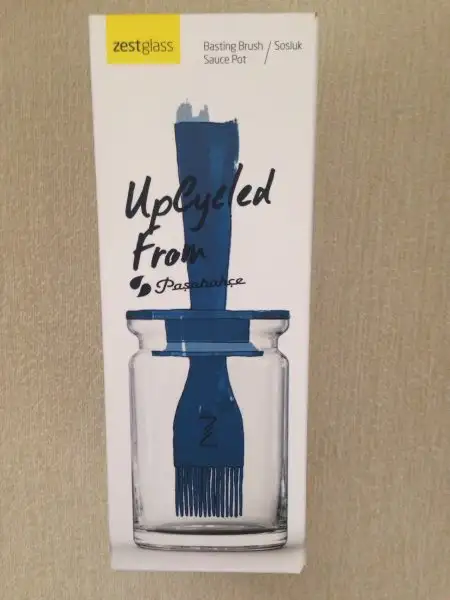 zestglass
Basting Brush / Sosluk
Sauce Pot
UpCycled
From
Paşabahçe